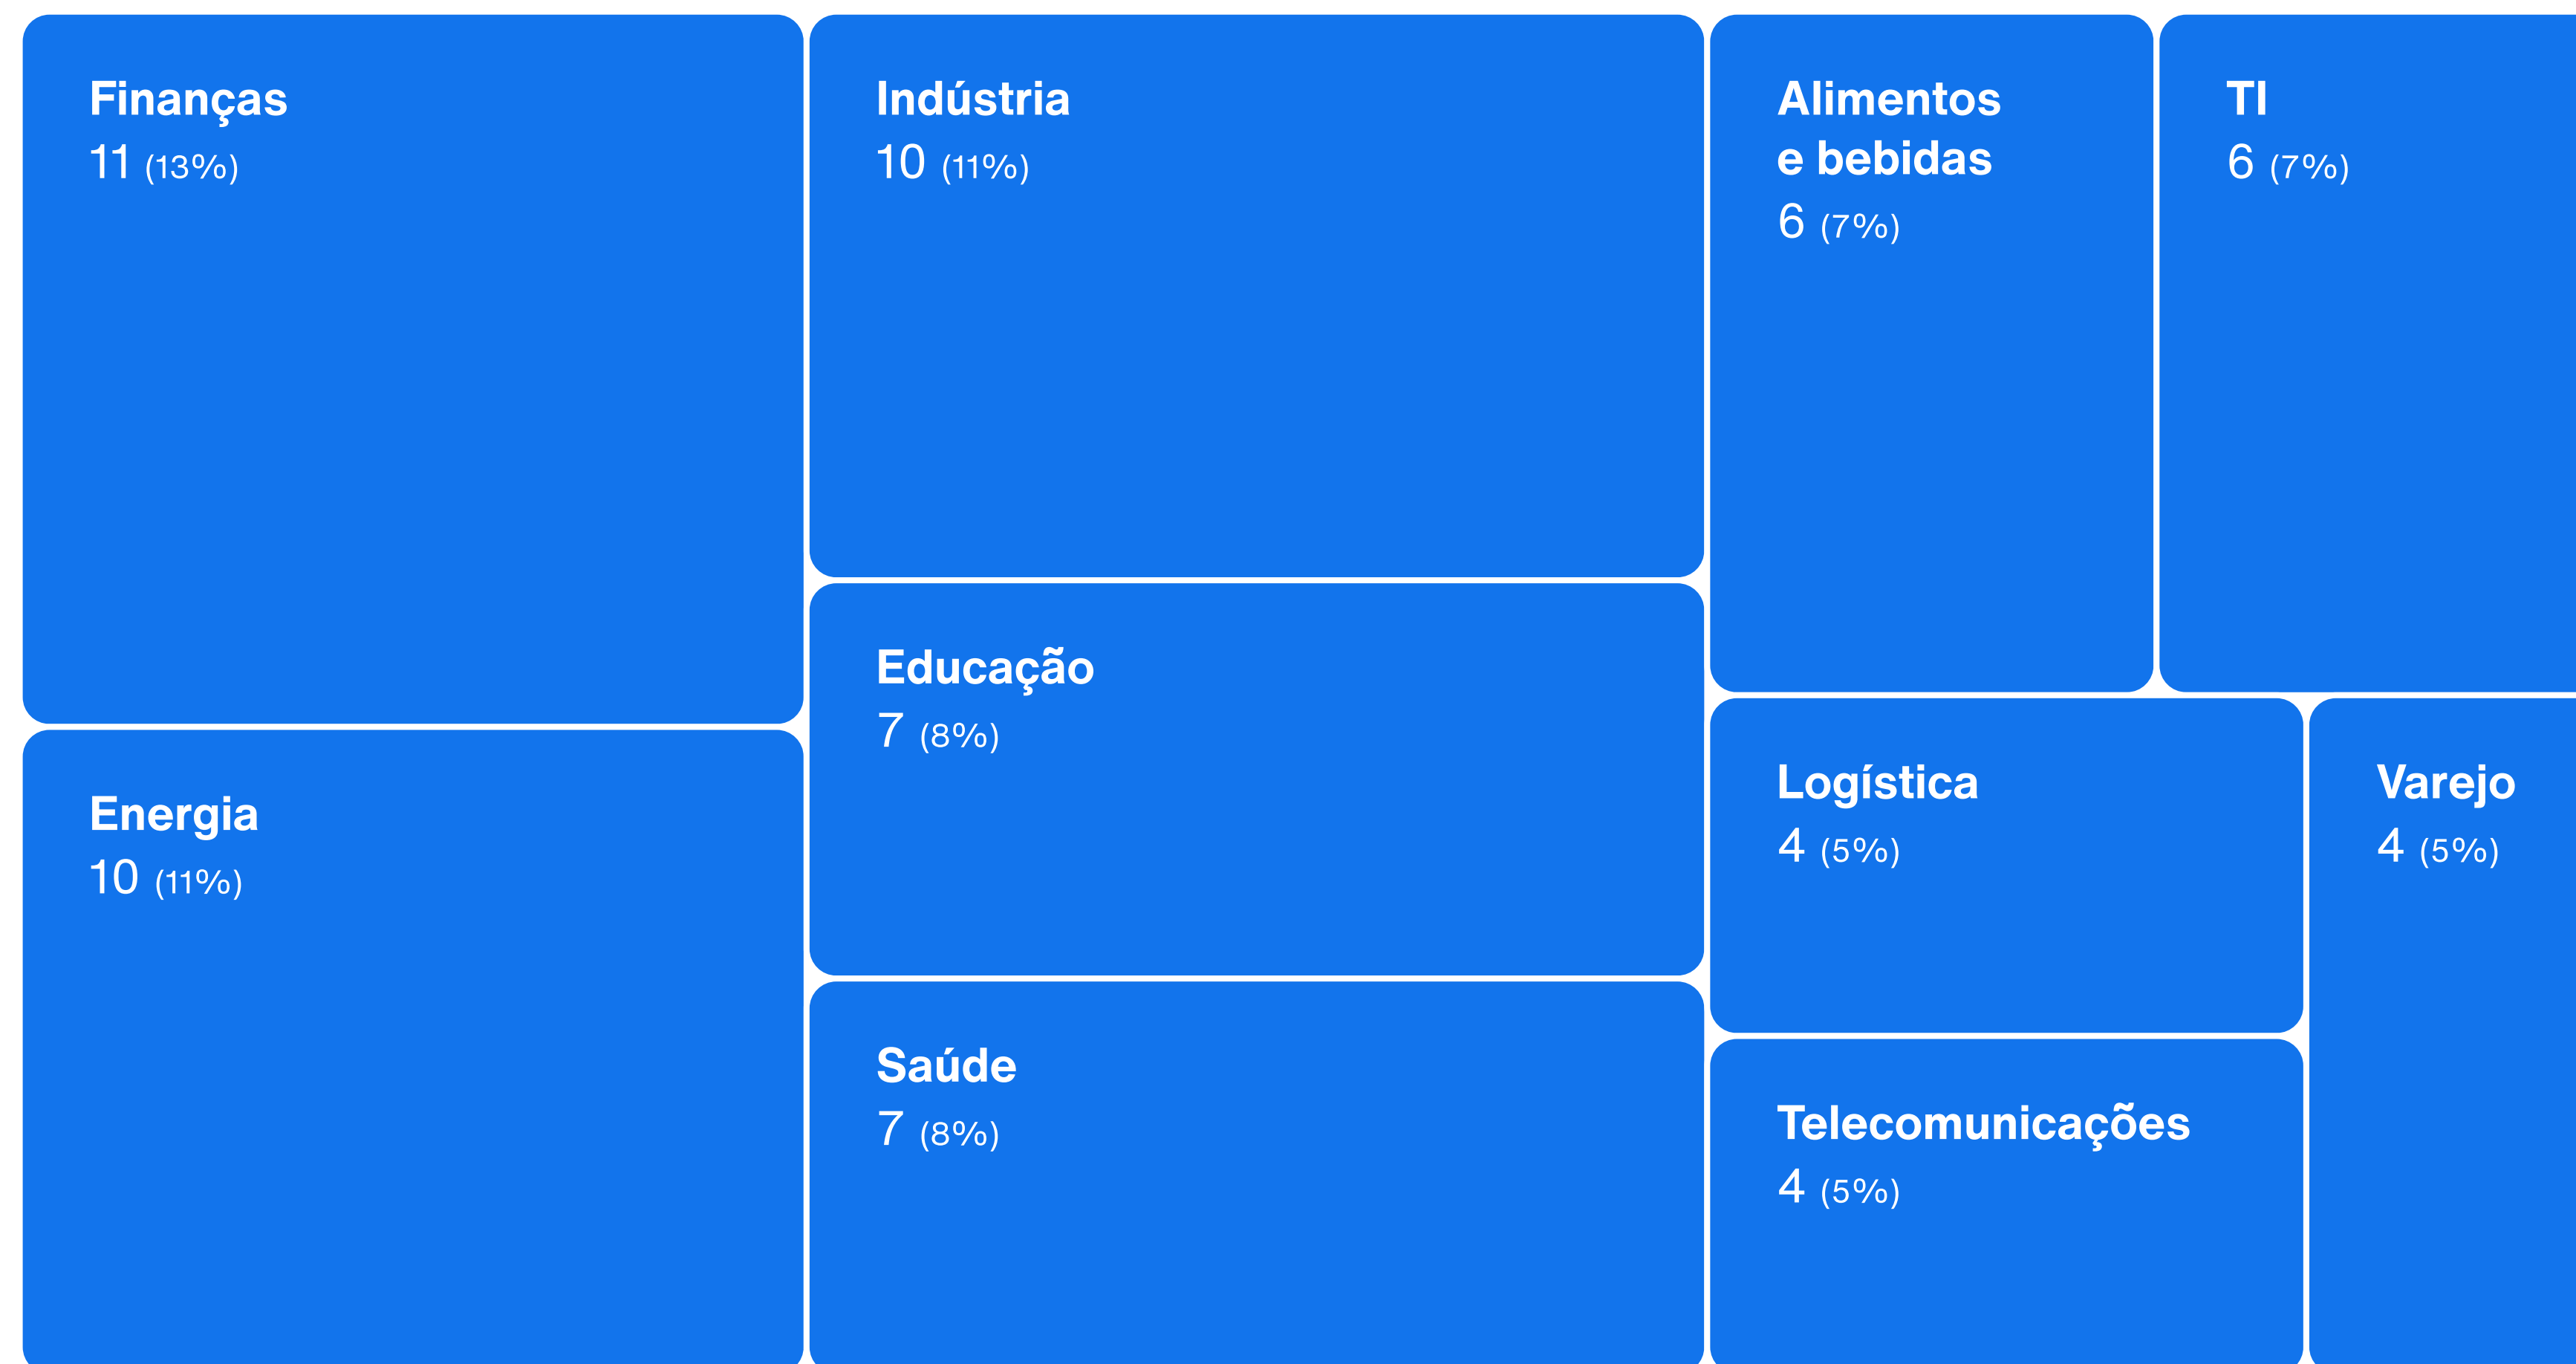 Finanças
11 (13%)
Energia
10 (11%)
Indústria
10 (11%)
Educação
7 (8%)
Saúde
7 (8%)
Alimentos
e bebidas
6 (7%)
TI
6 (7%)
Logística
4 (5%)
Telecomunicações
4 (5%)
Varejo
4 (5%)